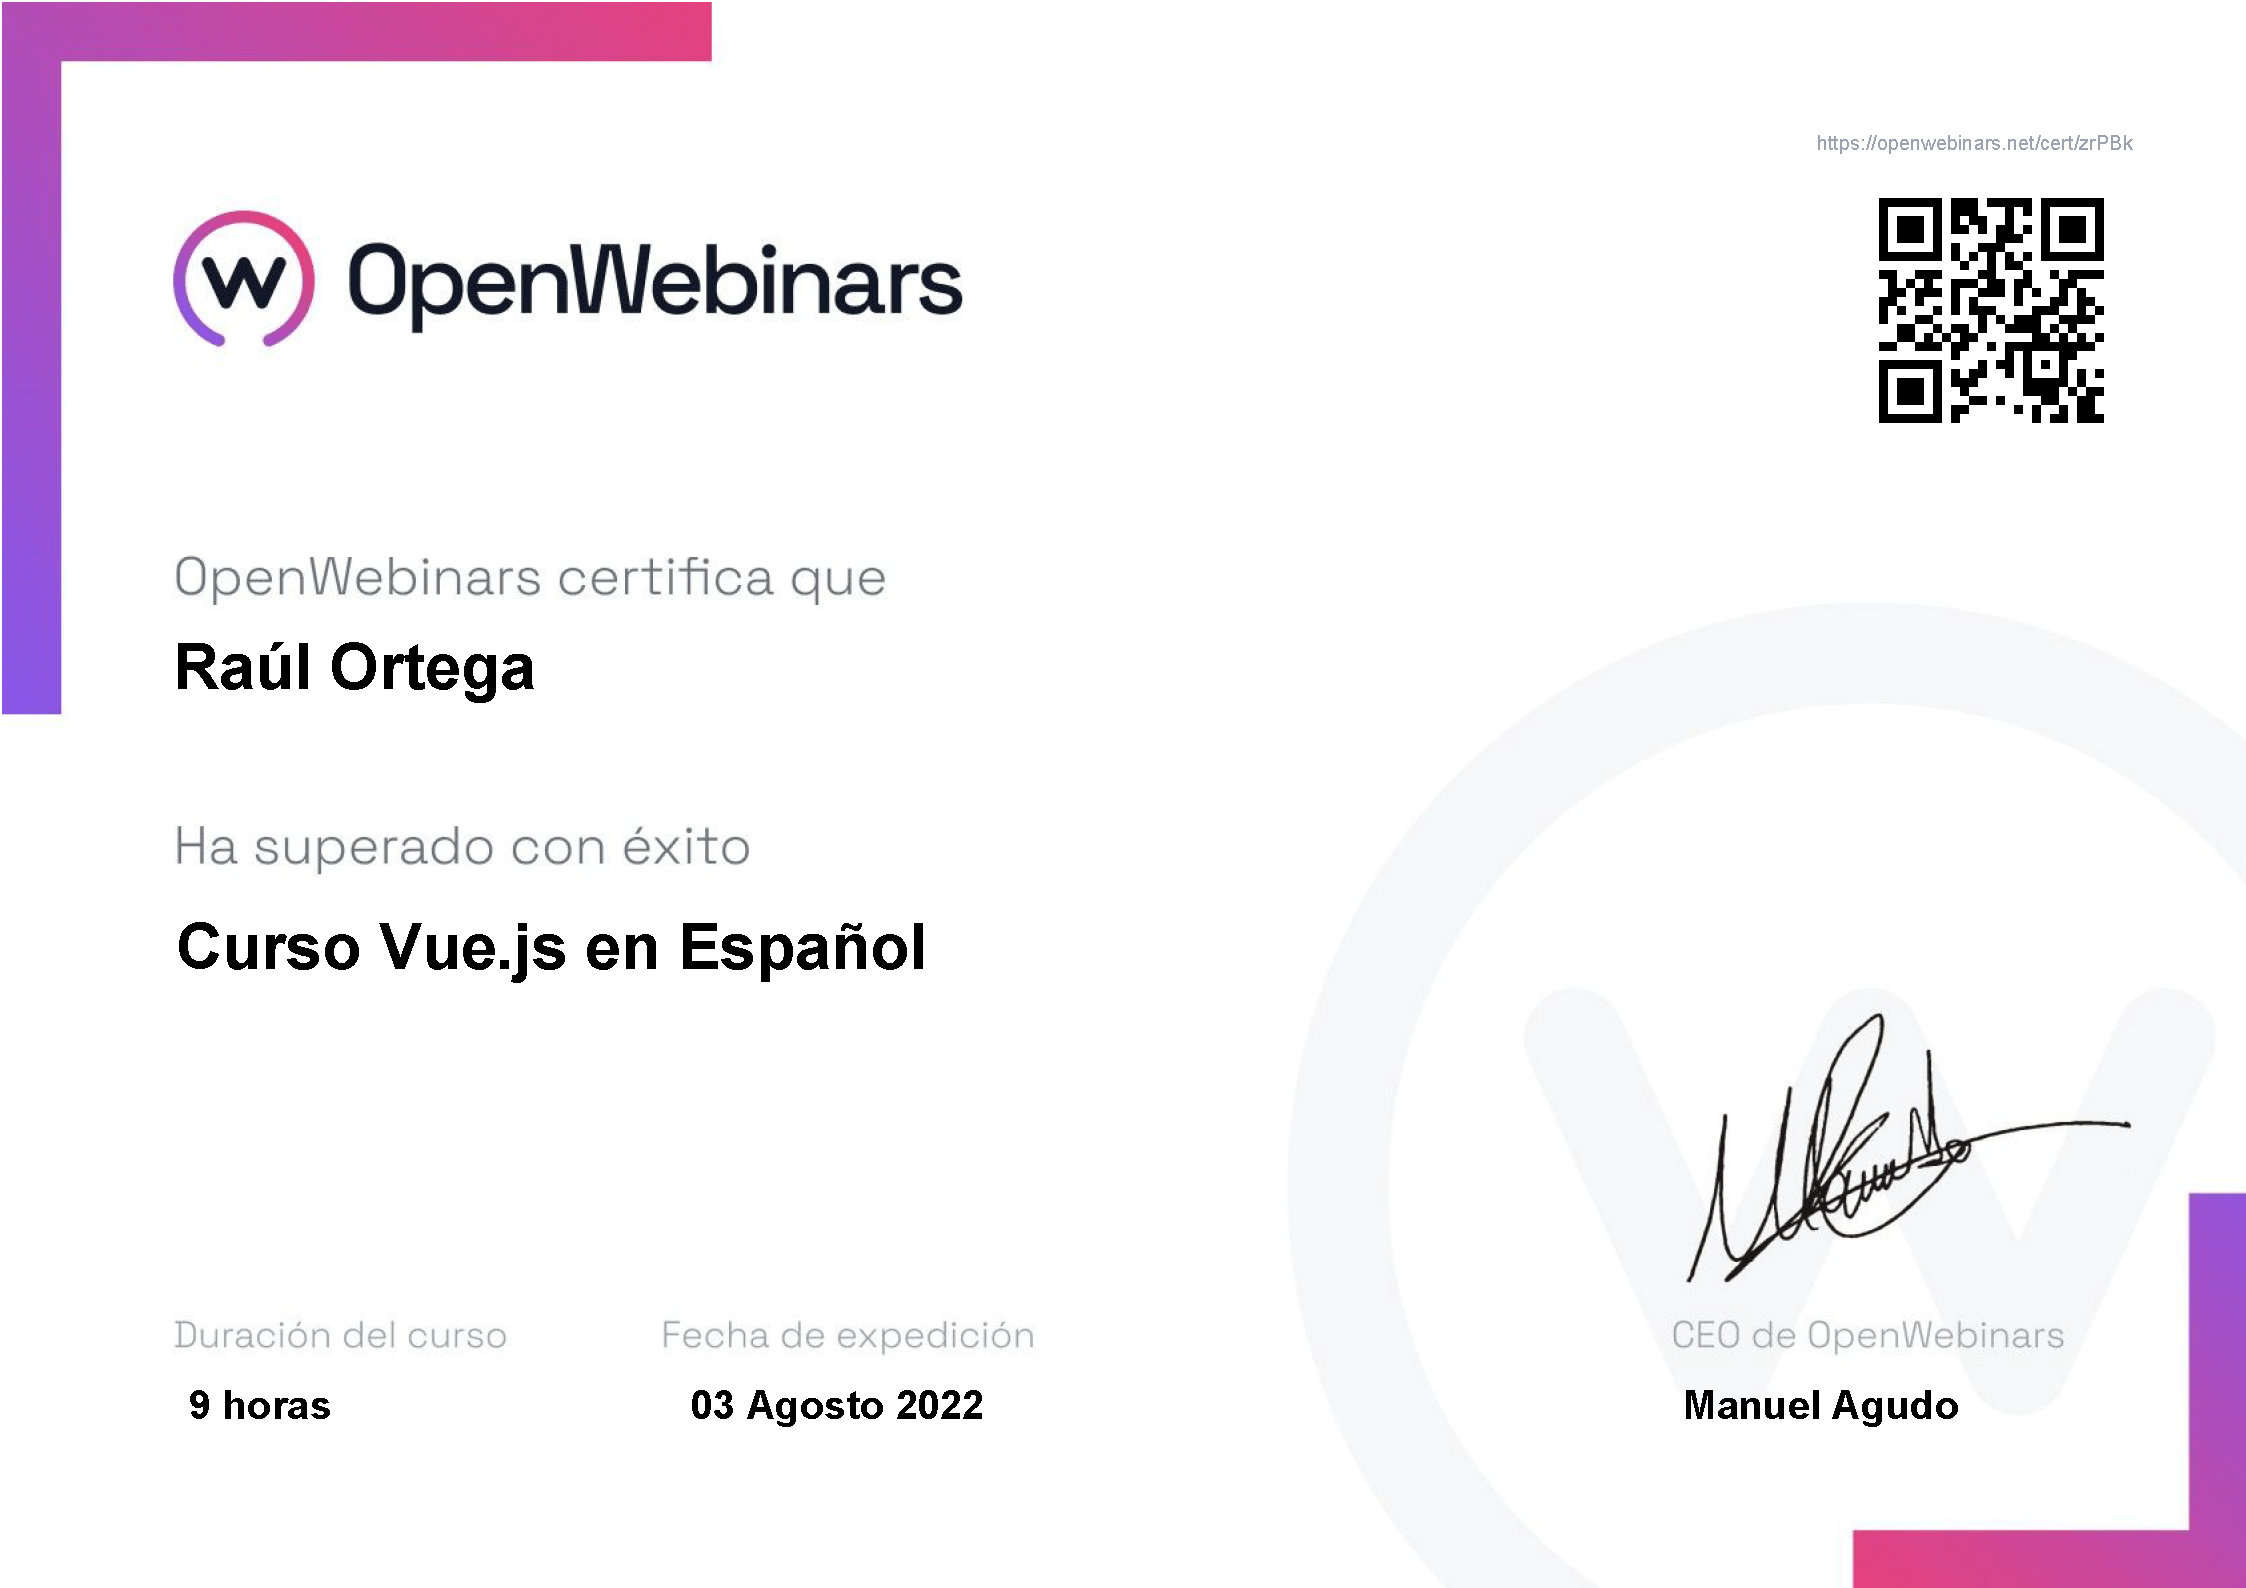 https://openwebinars.net/cert/zrPBk
OpenWebinars
OpenWebinars certifica que
Raúl Ortega
Ha superado con éxito
Curso Vue.js en Español
Duración del curso
9 horas
Fecha de expedición
03 Agosto 2022
CEO de OpenWebinars
Manuel Agudo